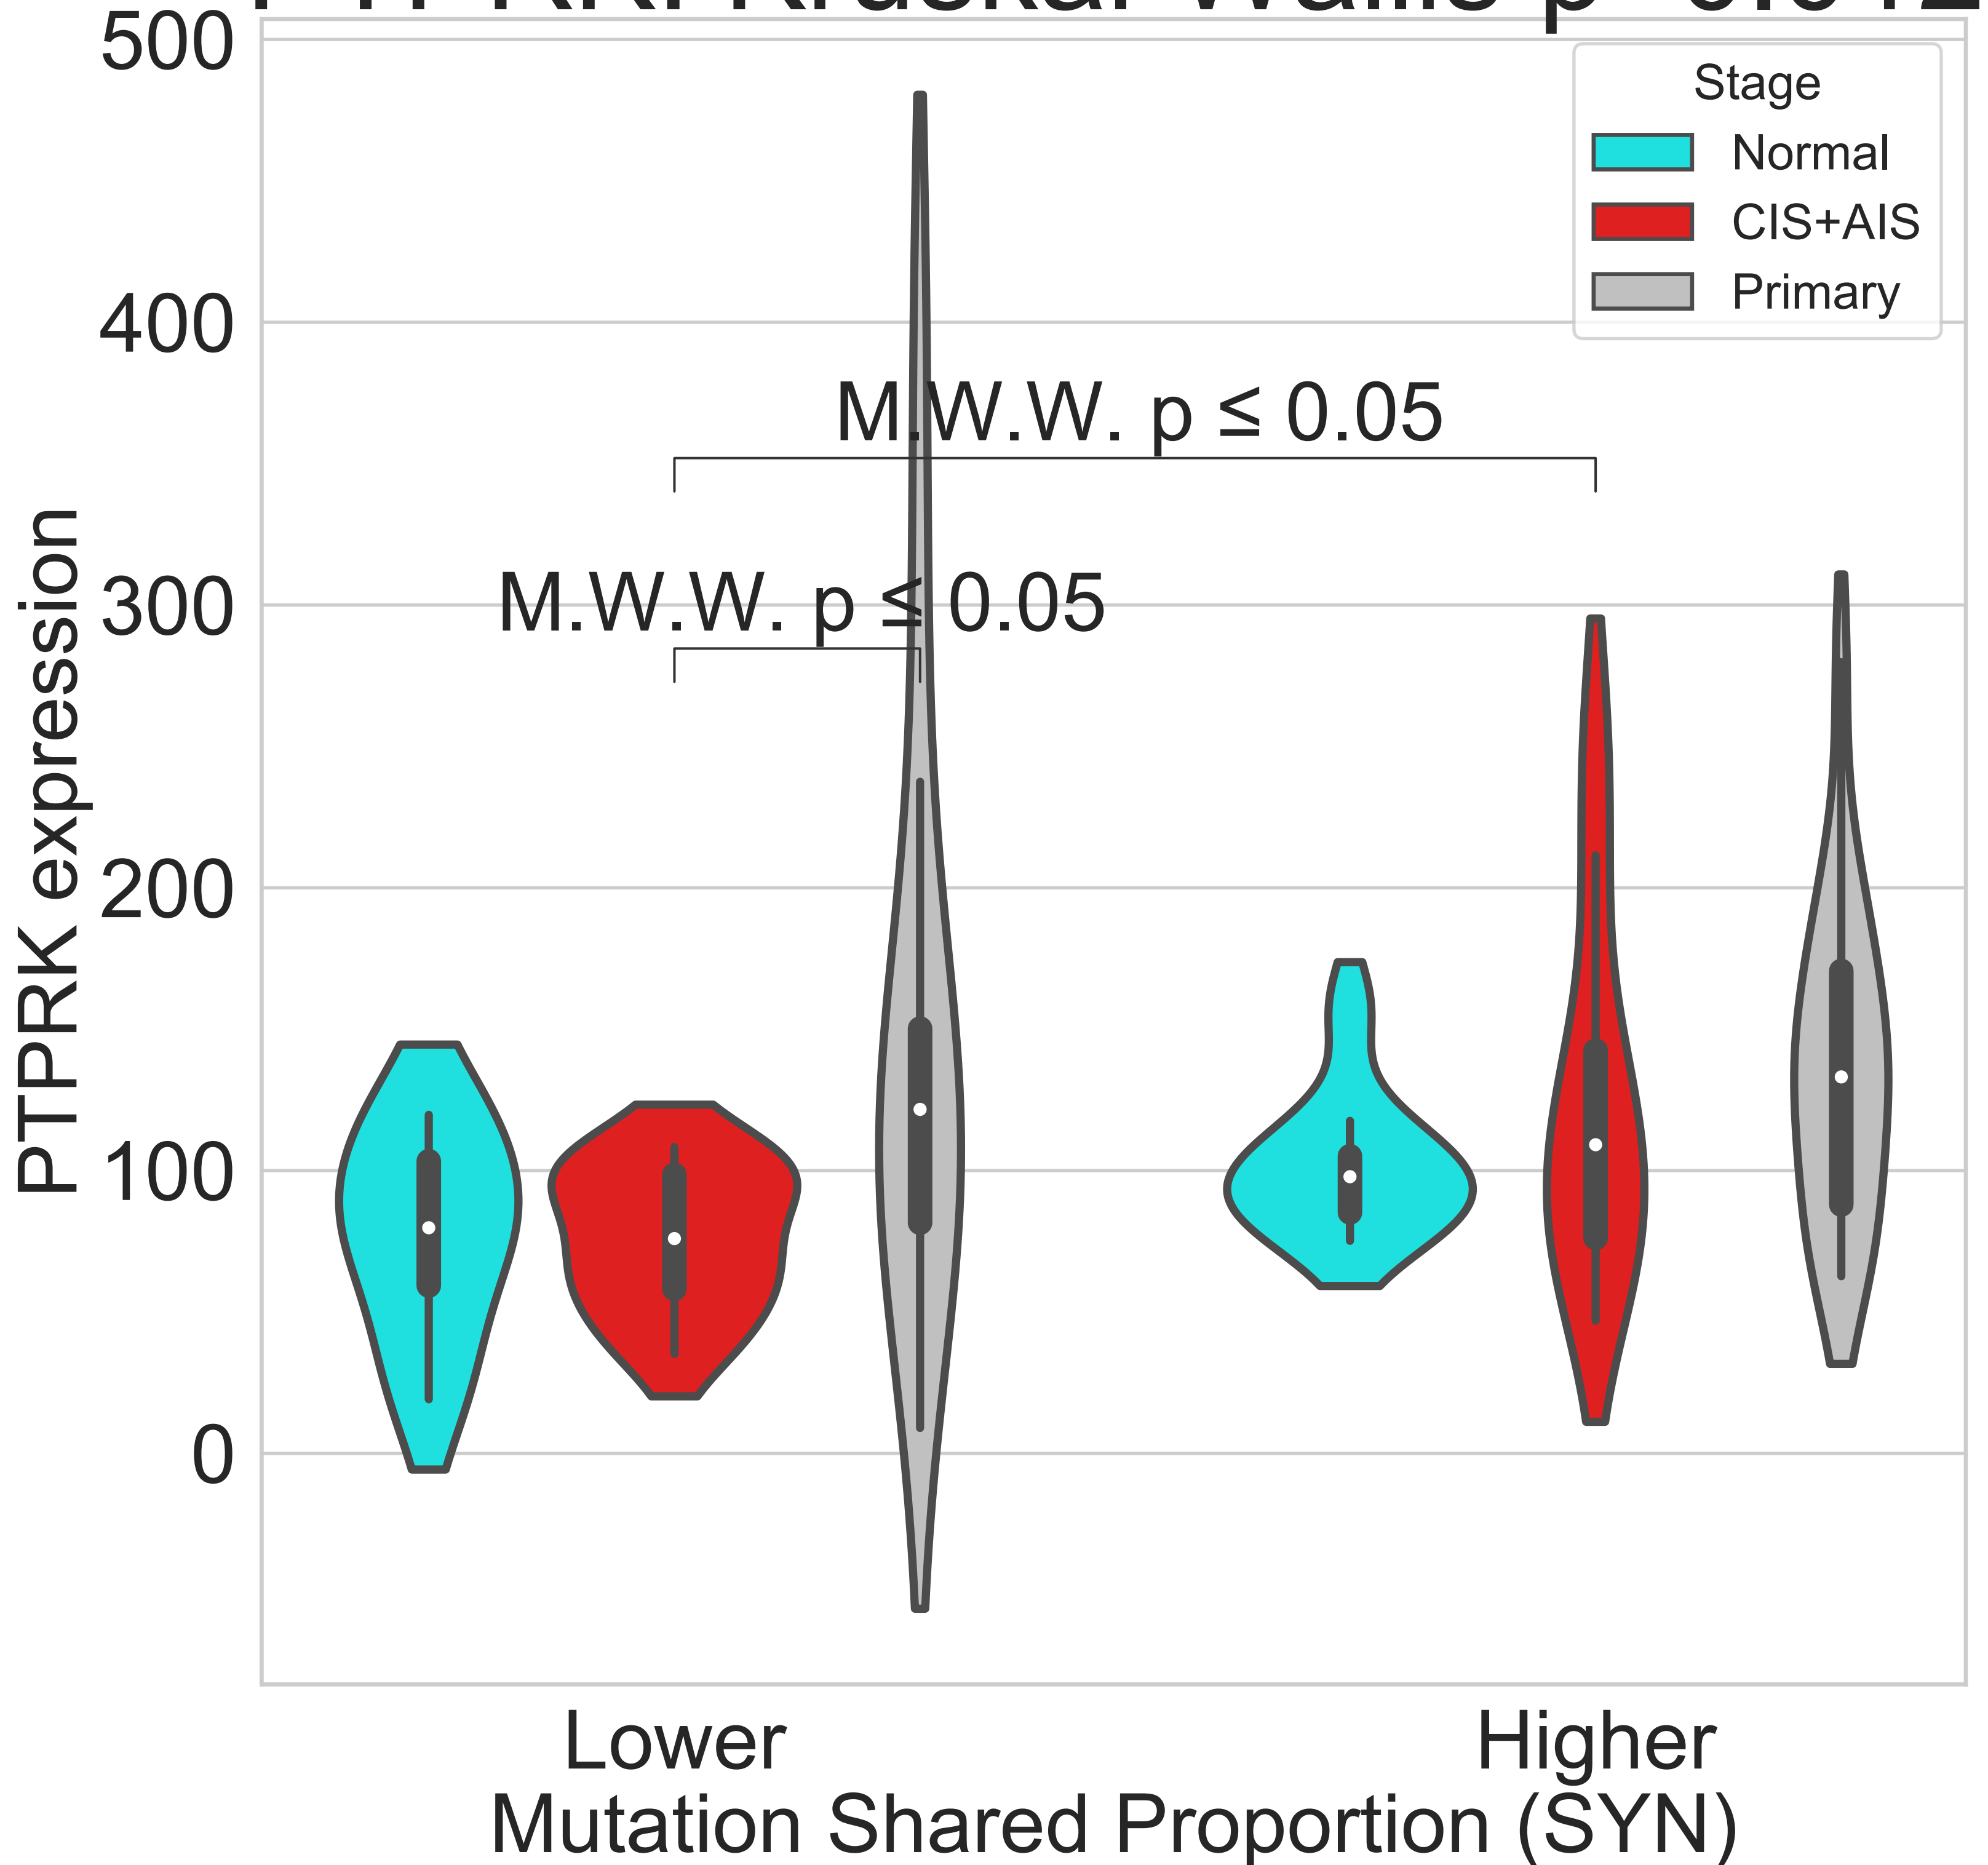 500
400
300
200
100
0
PTPRK expression
Stage
Normal
CIS+AIS
Primary
M.W.W. p ≤ 0.05
M.W.W. p ≤ 0.05
Lower
Higher
Mutation Shared Proportion (SYN)